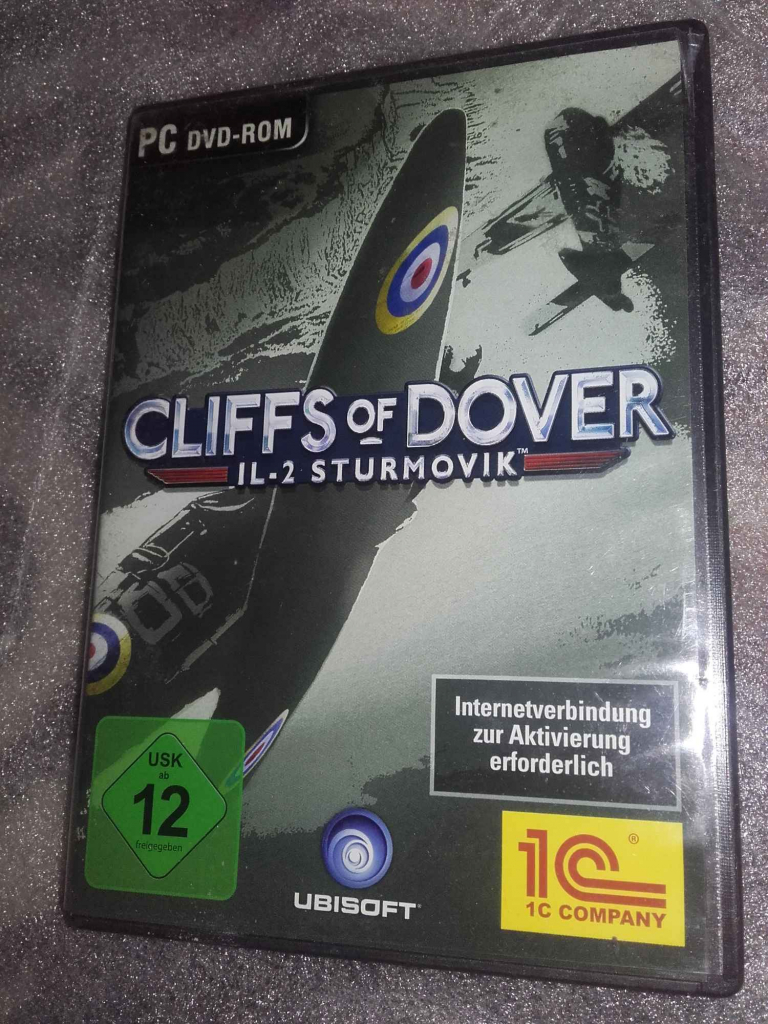 PC DVD-ROM
CLIFFS OF DOVER
IL-2 STURMOVIK™
OD
Internetverbindung
zur Aktivierung
erforderlich
USK
ab
12
freigegeben
UBISOFT®
1C®
1C COMPANY